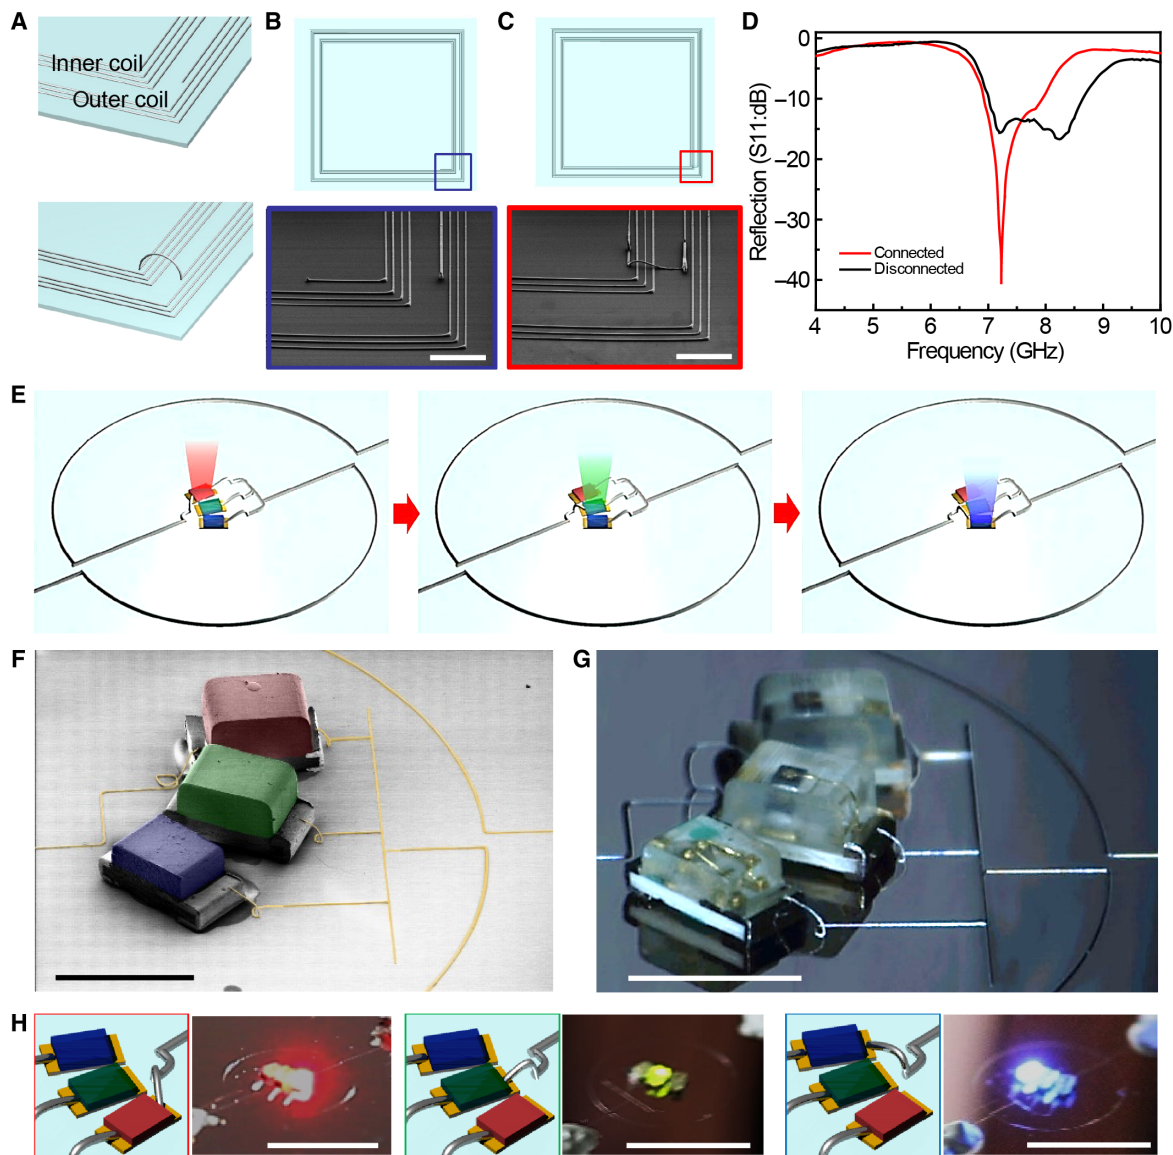 A
B
C
D
Inner coil
Outer coil
0
–10
–20
–30
–40
Reflection (S11:dB)
Connected
Disconnected
4
5
6
7
8
9
10
Frequency (GHz)
E
F
G
H